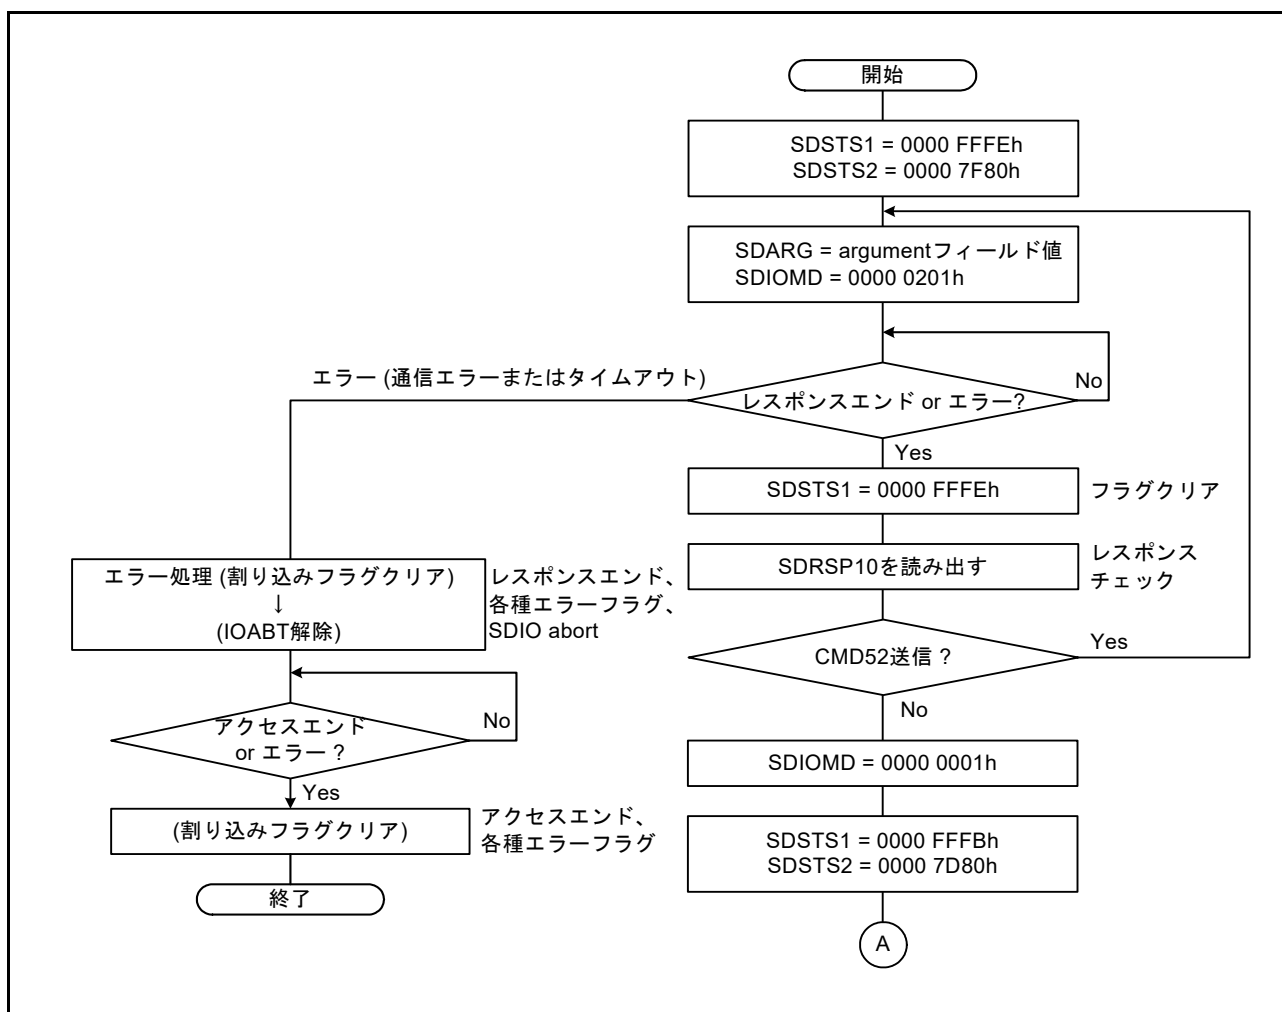 開始
SDSTS1 = 0000 FFFEh
SDSTS2 = 0000 7F80h
SDARG = argumentフィールド値
SDIOMD = 0000 0201h
エラー (通信エラーまたはタイムアウト)
レスポンスエンド or エラー?
No
Yes
SDSTS1 = 0000 FFFEh
フラグクリア
SDRSP10を読み出す
レスポンス
チェック
CMD52送信 ?
Yes
No
SDIOMD = 0000 0001h
SDSTS1 = 0000 FFFBh
SDSTS2 = 0000 7D80h
A
エラー処理 (割り込みフラグクリア)
↓
(IOABT解除)
レスポンスエンド、
各種エラーフラグ、
SDIO abort
アクセスエンド
or エラー ?
No
Yes
(割り込みフラグクリア)
アクセスエンド、
各種エラーフラグ
終了